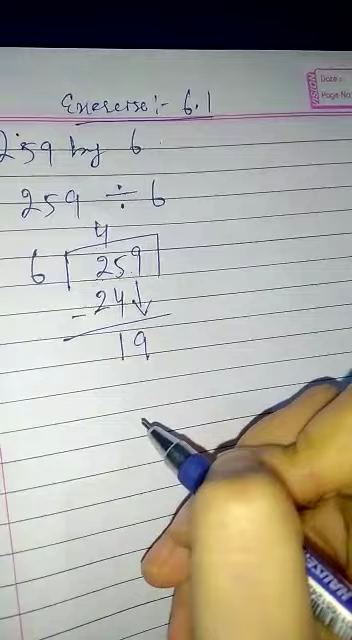 Exercise:- 6.1
VISION
Date :
Page No
259 by 6
259 ÷ 6
4
6 259
- 24↓
19